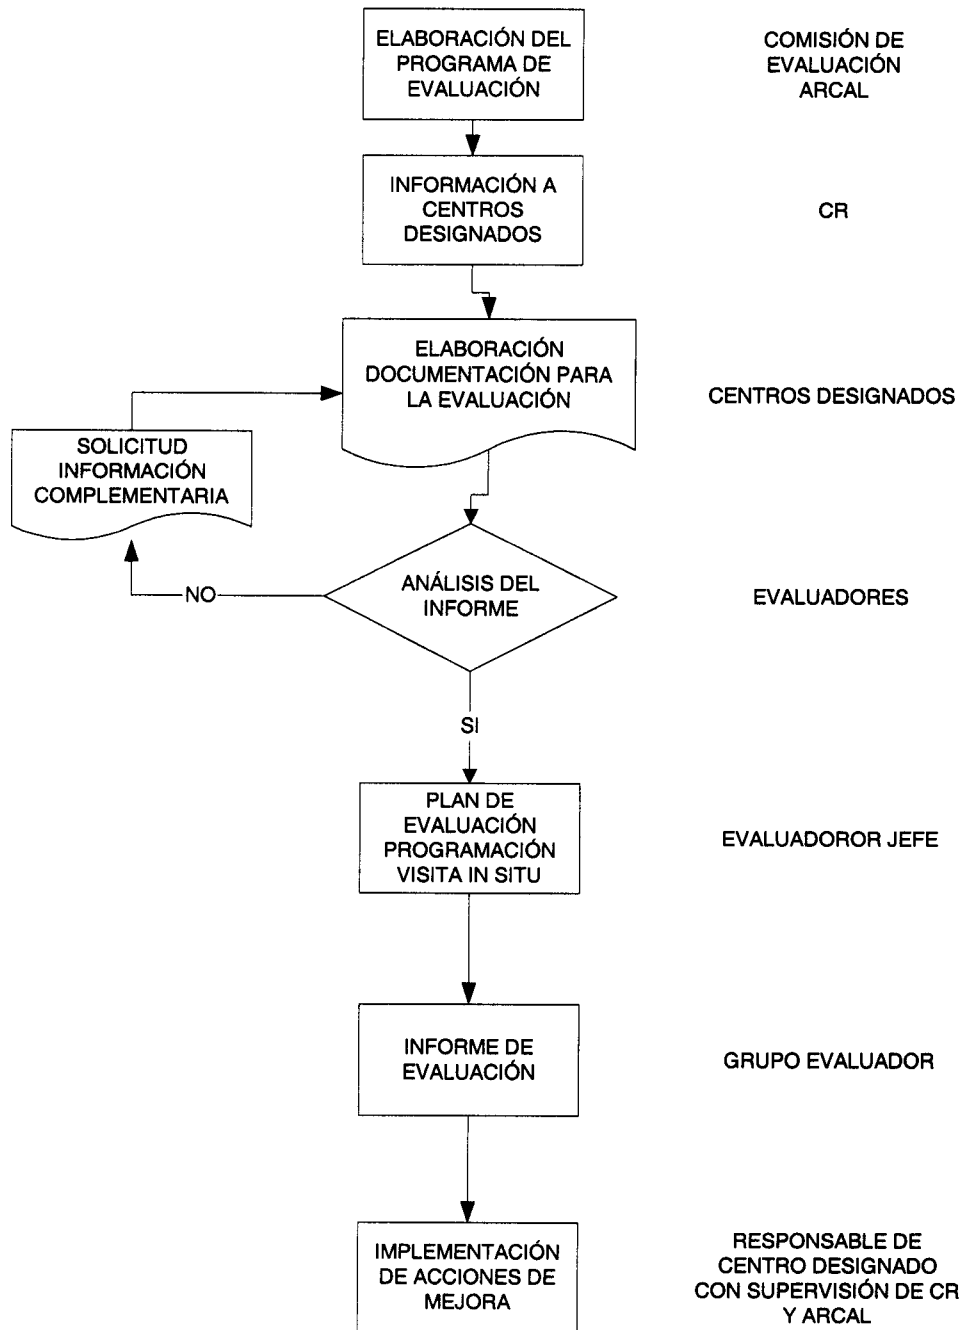 ELABORACIÓN DEL
PROGRAMA DE
EVALUACIÓN
COMISIÓN DE
EVALUACIÓN
ARCAL
INFORMACIÓN A
CENTROS
DESIGNADOS
CR
ELABORACIÓN
DOCUMENTACIÓN PARA
LA EVALUACIÓN
CENTROS DESIGNADOS
SOLICITUD
INFORMACIÓN
COMPLEMENTARIA
ANÁLISIS DEL
INFORME
NO
EVALUADORES
SI
PLAN DE
EVALUACIÓN
PROGRAMACIÓN
VISITA IN SITU
EVALUADOROR JEFE
INFORME DE
EVALUACIÓN
GRUPO EVALUADOR
IMPLEMENTACIÓN
DE ACCIONES DE
MEJORA
RESPONSABLE DE
CENTRO DESIGNADO
CON SUPERVISIÓN DE CR
Y ARCAL